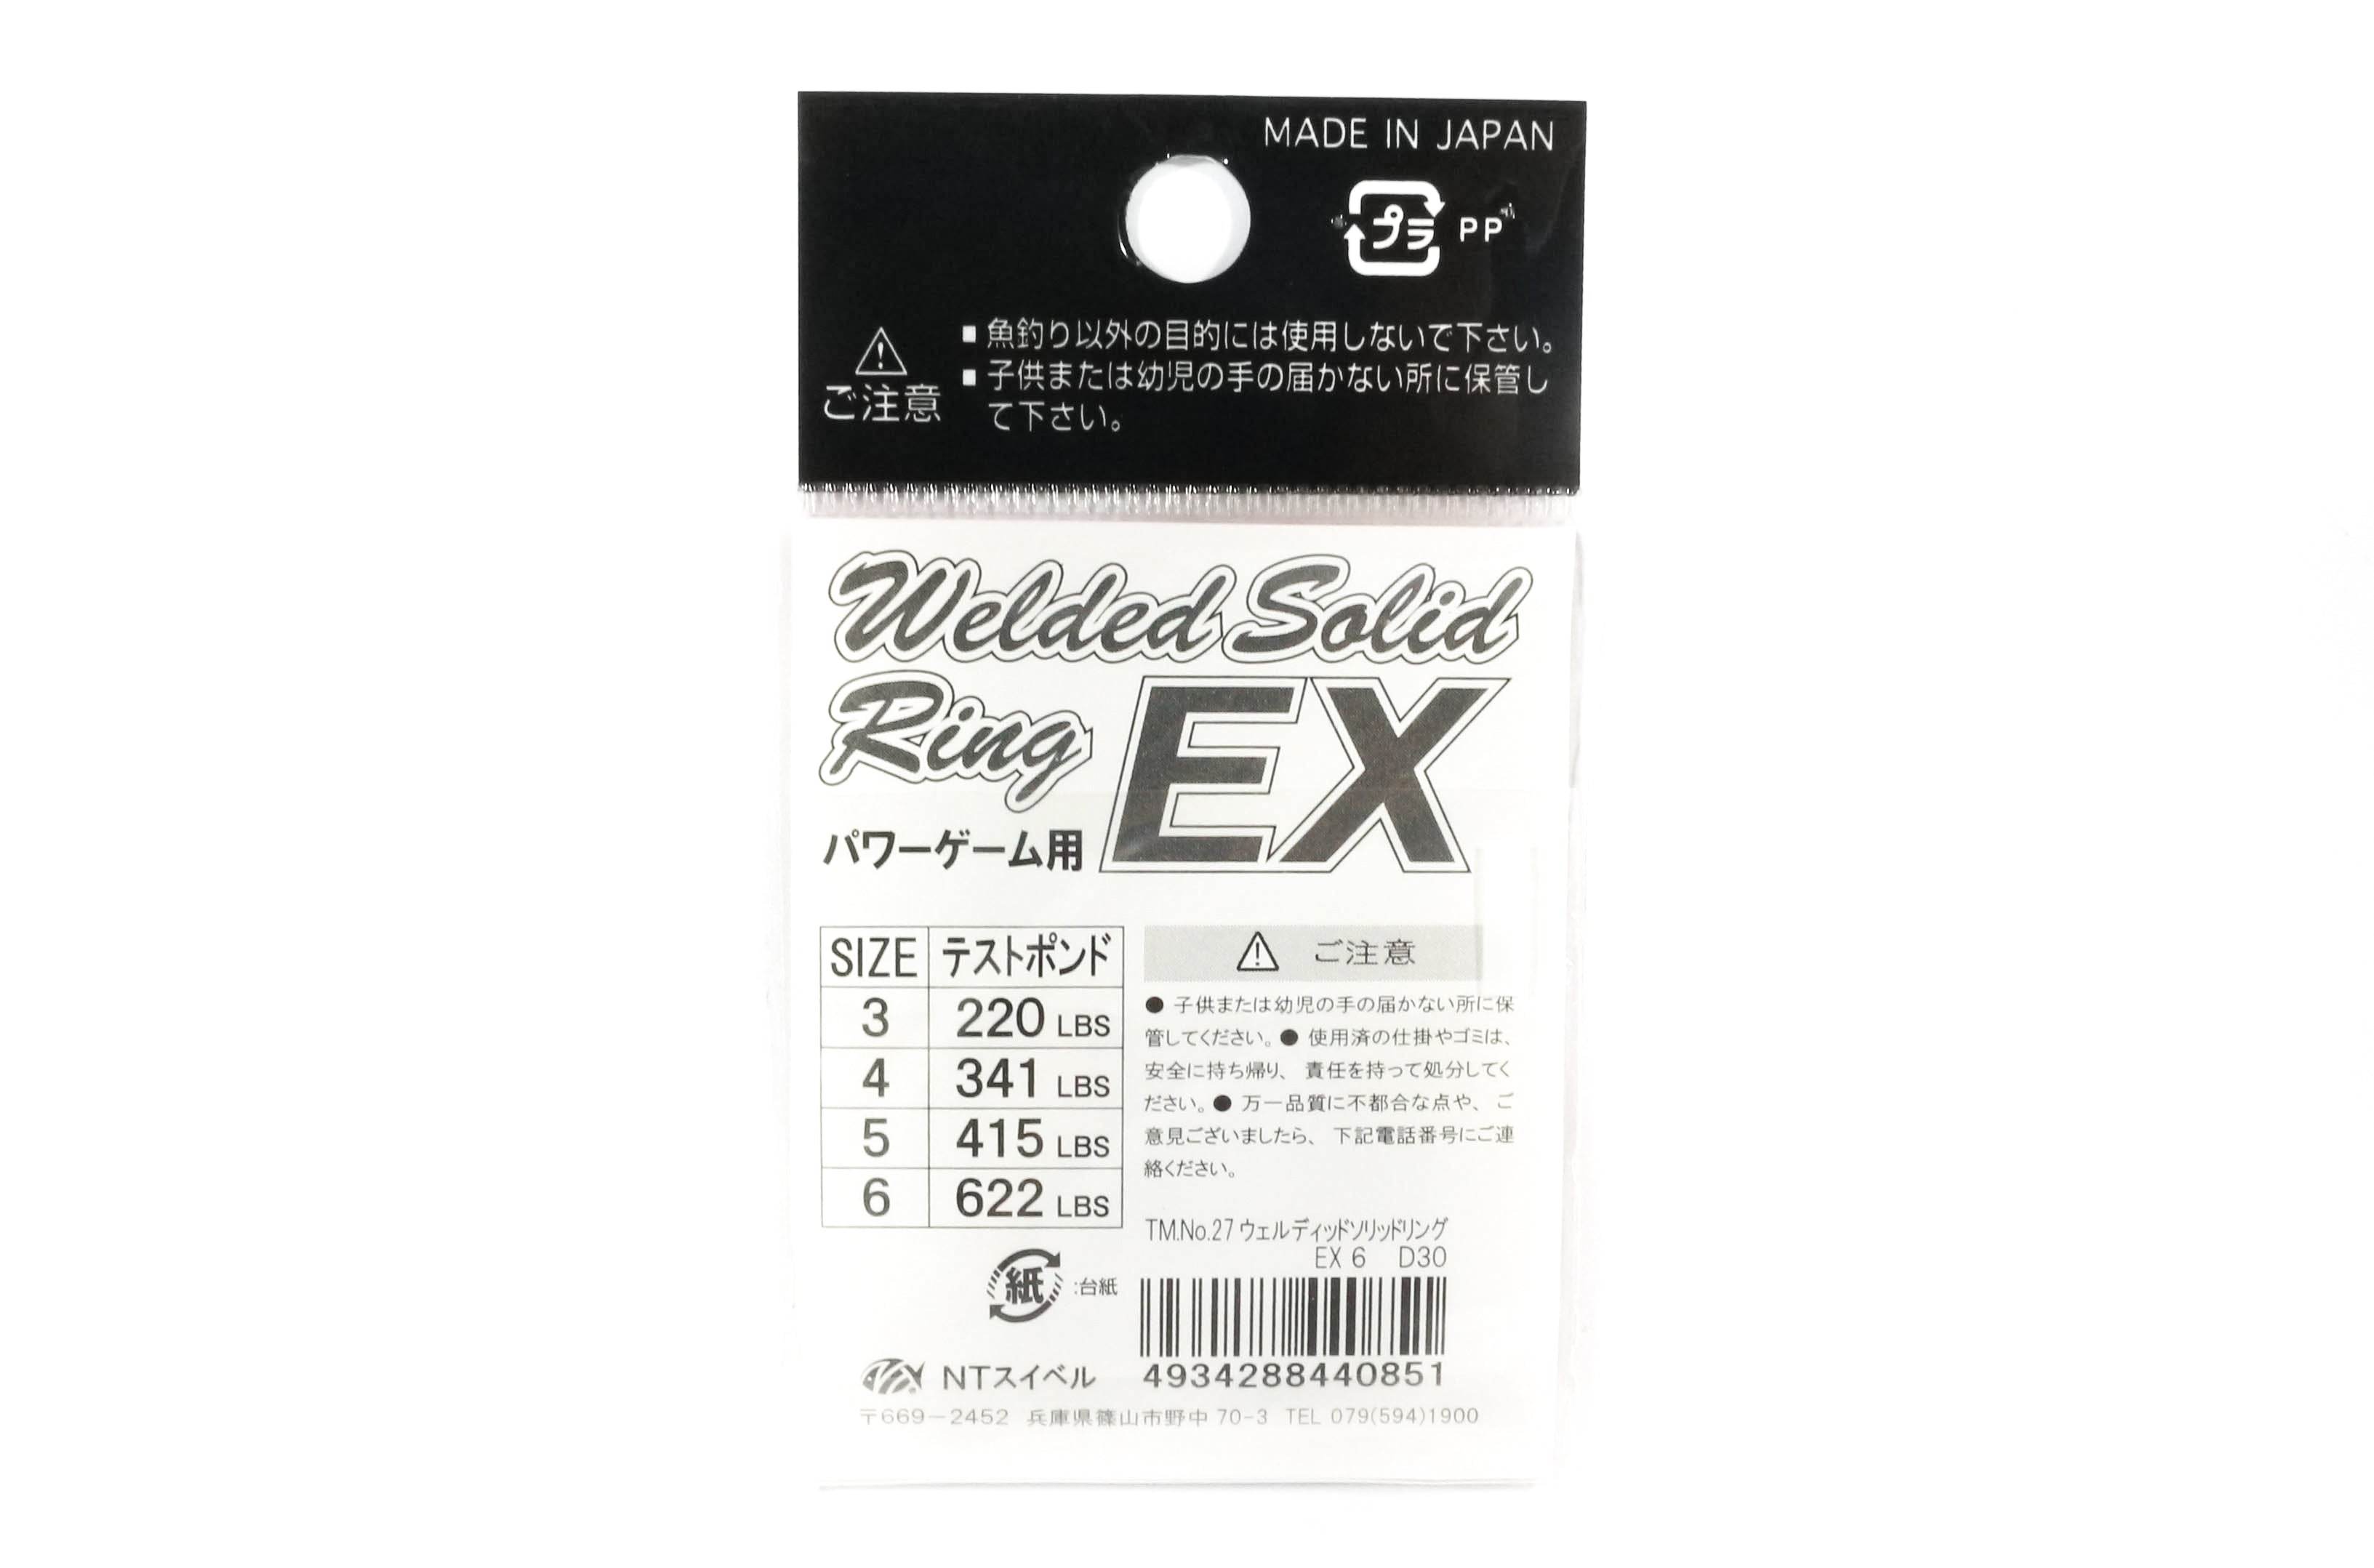 MADE IN JAPAN
プラ PP
■ 魚釣り以外の目的には使用しないで下さい。
ご注意
■ 子供または幼児の手の届かない所に保管し
て下さい。
Welded Solid
Ring EX
パワーゲーム用
SIZE テストポンド
3 220 LBS
4 341 LBS
5 415 LBS
6 622 LBS
ご注意
● 子供または幼児の手の届かない所に保
管してください。● 使用済の仕掛やゴミは、
安全に持ち帰り、 責任を持って処分してく
ださい。● 万一品質に不都合な点や、 ご
意見ございましたら、 下記電話番号にご連
絡ください。
TM.No.27 ウェルディッドソリッドリング
EX 6 D30
紙 :台紙
4934288440851
NTスイベル
〒669-2452 兵庫県篠山市野中 70-3 TEL 079(594)1900